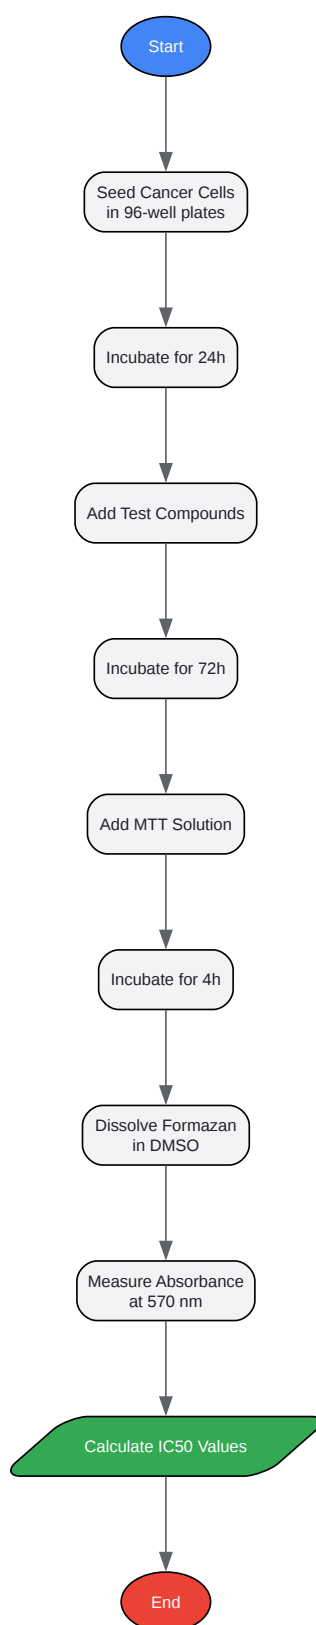 Start
Seed Cancer Cells
in 96-well plates
Incubate for 24h
Add Test Compounds
Incubate for 72h
Add MTT Solution
Incubate for 4h
Dissolve Formazan
in DMSO
Measure Absorbance
at 570 nm
Calculate IC50 Values
End